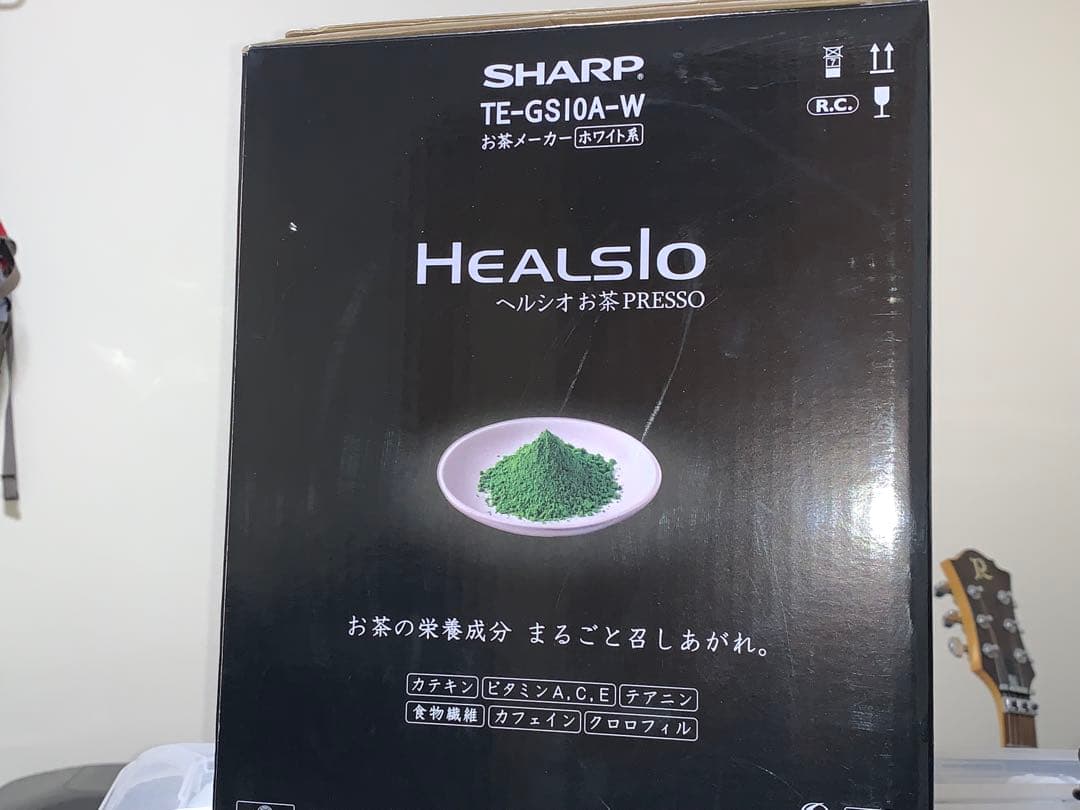 SHARP®
TE-GS10A-W
お茶メーカー ホワイト系
7
R.C.
HEALSIO
ヘルシオ お茶PRESSO
お茶の栄養成分 まるごと召しあがれ。
カテキン ビタミンA,C,E テアニン
食物繊維 カフェイン クロロフィル
R